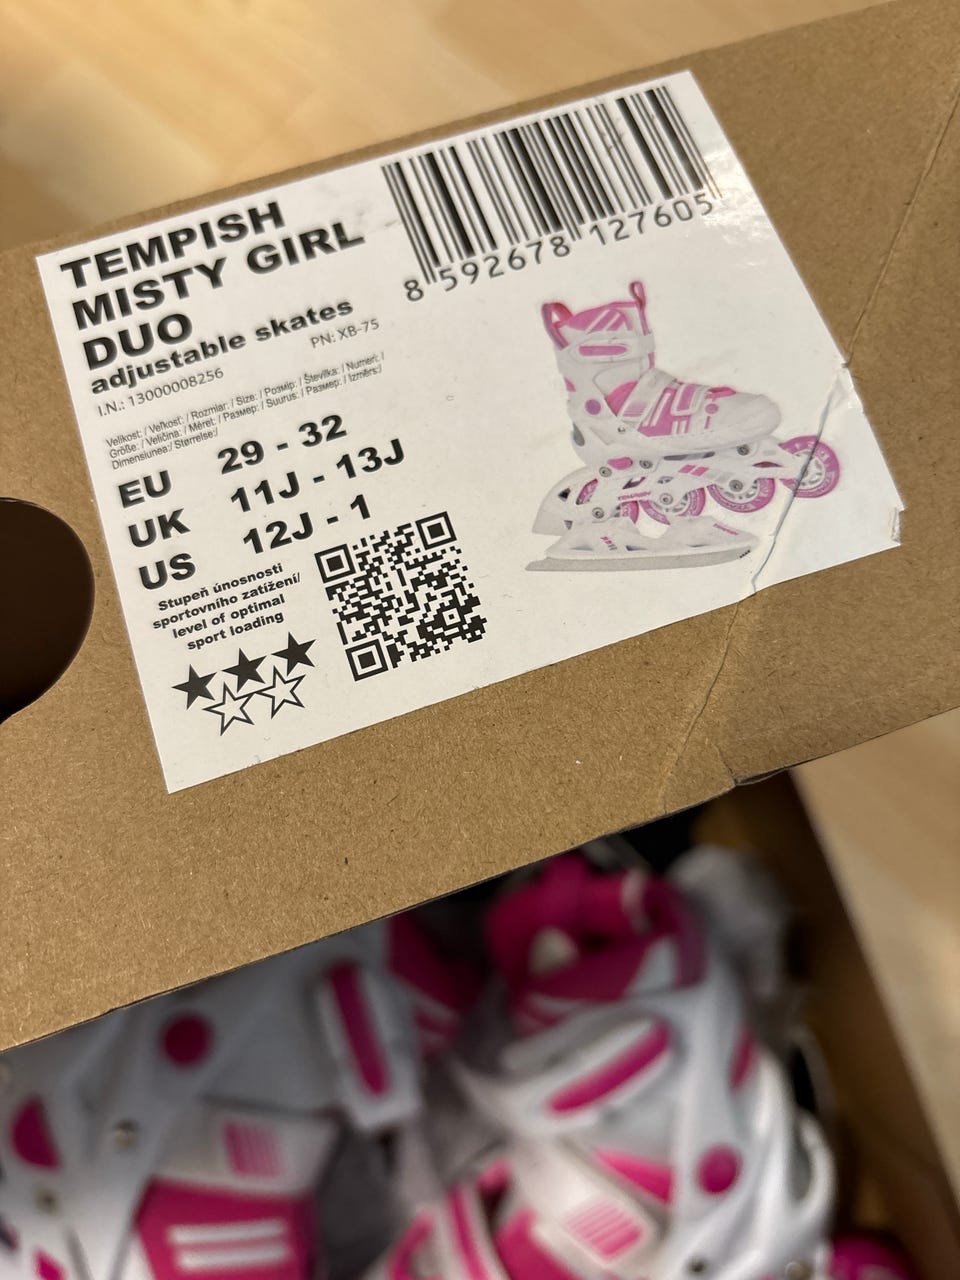 TEMPISH
MISTY GIRL
DUO
adjustable skates
I.N.: 13000008256
PN: XB-75
8 592678 127605
Velikost: / Veľkosť: / Rozmiar: / Size: / Розмір: / Številka: / Numeri: /
Größe: / Veličina: / Méret: / Размер: / Suurus: / Размер: / Izmērs:/
Dimensiunea:/ Størrelse:/
EU 29 - 32
UK 11J - 13J
US 12J - 1
Stupeň únosnosti
sportovního zatížení/
level of optimal
sport loading
TEMPISH